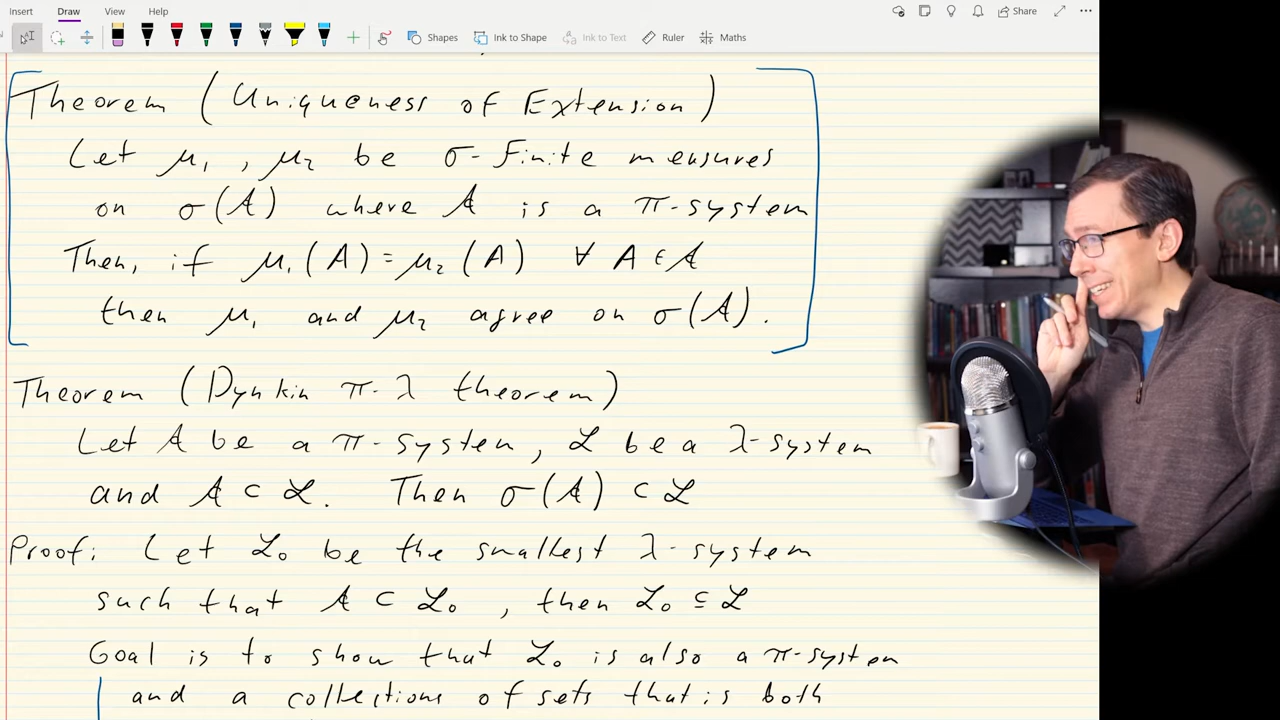 Insert Draw View Help Share
Shapes Ink to Shape Ink to Text Ruler Maths
Theorem (Uniqueness of Extension)
Let μ₁, μ₂ be σ-finite measures
on σ(𝒜) where 𝒜 is a π-system
Then, if μ₁(A) = μ₂(A) ∀ A ∈ 𝒜
then μ₁ and μ₂ agree on σ(𝒜).
Theorem (Dynkin π-λ theorem)
Let 𝒜 be a π-system, ℒ be a λ-system
and 𝒜 ⊂ ℒ. Then σ(𝒜) ⊂ ℒ
Proof: Let ℒ₀ be the smallest λ-system
such that 𝒜 ⊂ ℒ₀, then ℒ₀ ⊆ ℒ
Goal is to show that ℒ₀ is also a π-system
and a collections of sets that is both